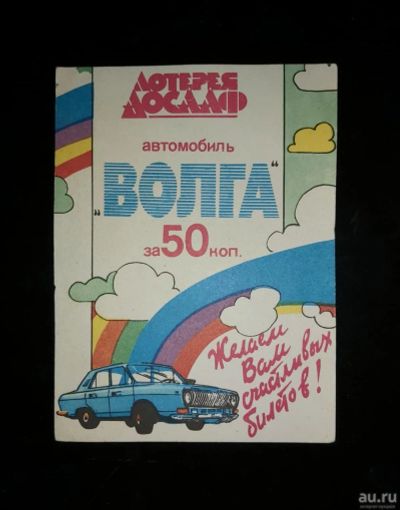 ЛОТЕРЕЯ
ДОСААФ
автомобиль
„ВОЛГА“
за 50 коп.
Желаем
Вам
счастливых
билетов!
au.ru